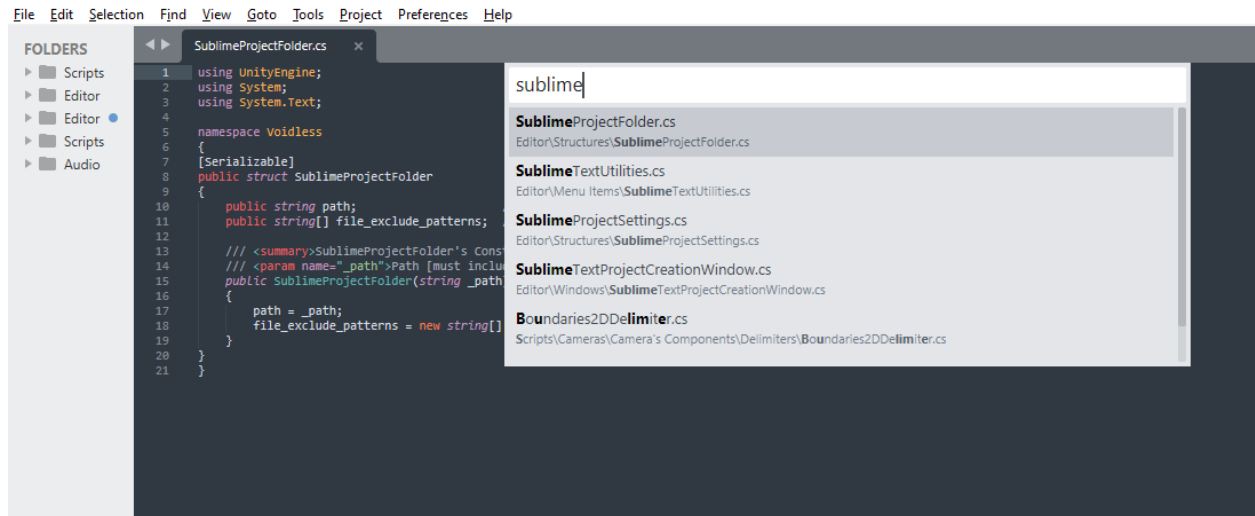 File Edit Selection Find View Goto Tools Project Preferences Help
FOLDERS
Scripts
Editor
Editor
Scripts
Audio
SublimeProjectFolder.cs ×
1 using UnityEngine;
2 using System;
3 using System.Text;
4
5 namespace Voidless
6 {
7 [Serializable]
8 public struct SublimeProjectFolder
9 {
10 public string path;
11 public string[] file_exclude_patterns;
12
13 /// <summary>SublimeProjectFolder's Cons
14 /// <param name="_path">Path [must inclu
15 public SublimeProjectFolder(string _path
16 {
17 path = _path;
18 file_exclude_patterns = new string[]
19 }
20 }
21 }
sublime
SublimeProjectFolder.cs
Editor\Structures\SublimeProjectFolder.cs
SublimeTextUtilities.cs
Editor\Menu Items\SublimeTextUtilities.cs
SublimeProjectSettings.cs
Editor\Structures\SublimeProjectSettings.cs
SublimeTextProjectCreationWindow.cs
Editor\Windows\SublimeTextProjectCreationWindow.cs
Boundaries2DDelimiter.cs
Scripts\Cameras\Camera's Components\Delimiters\Boundaries2DDelimiter.cs